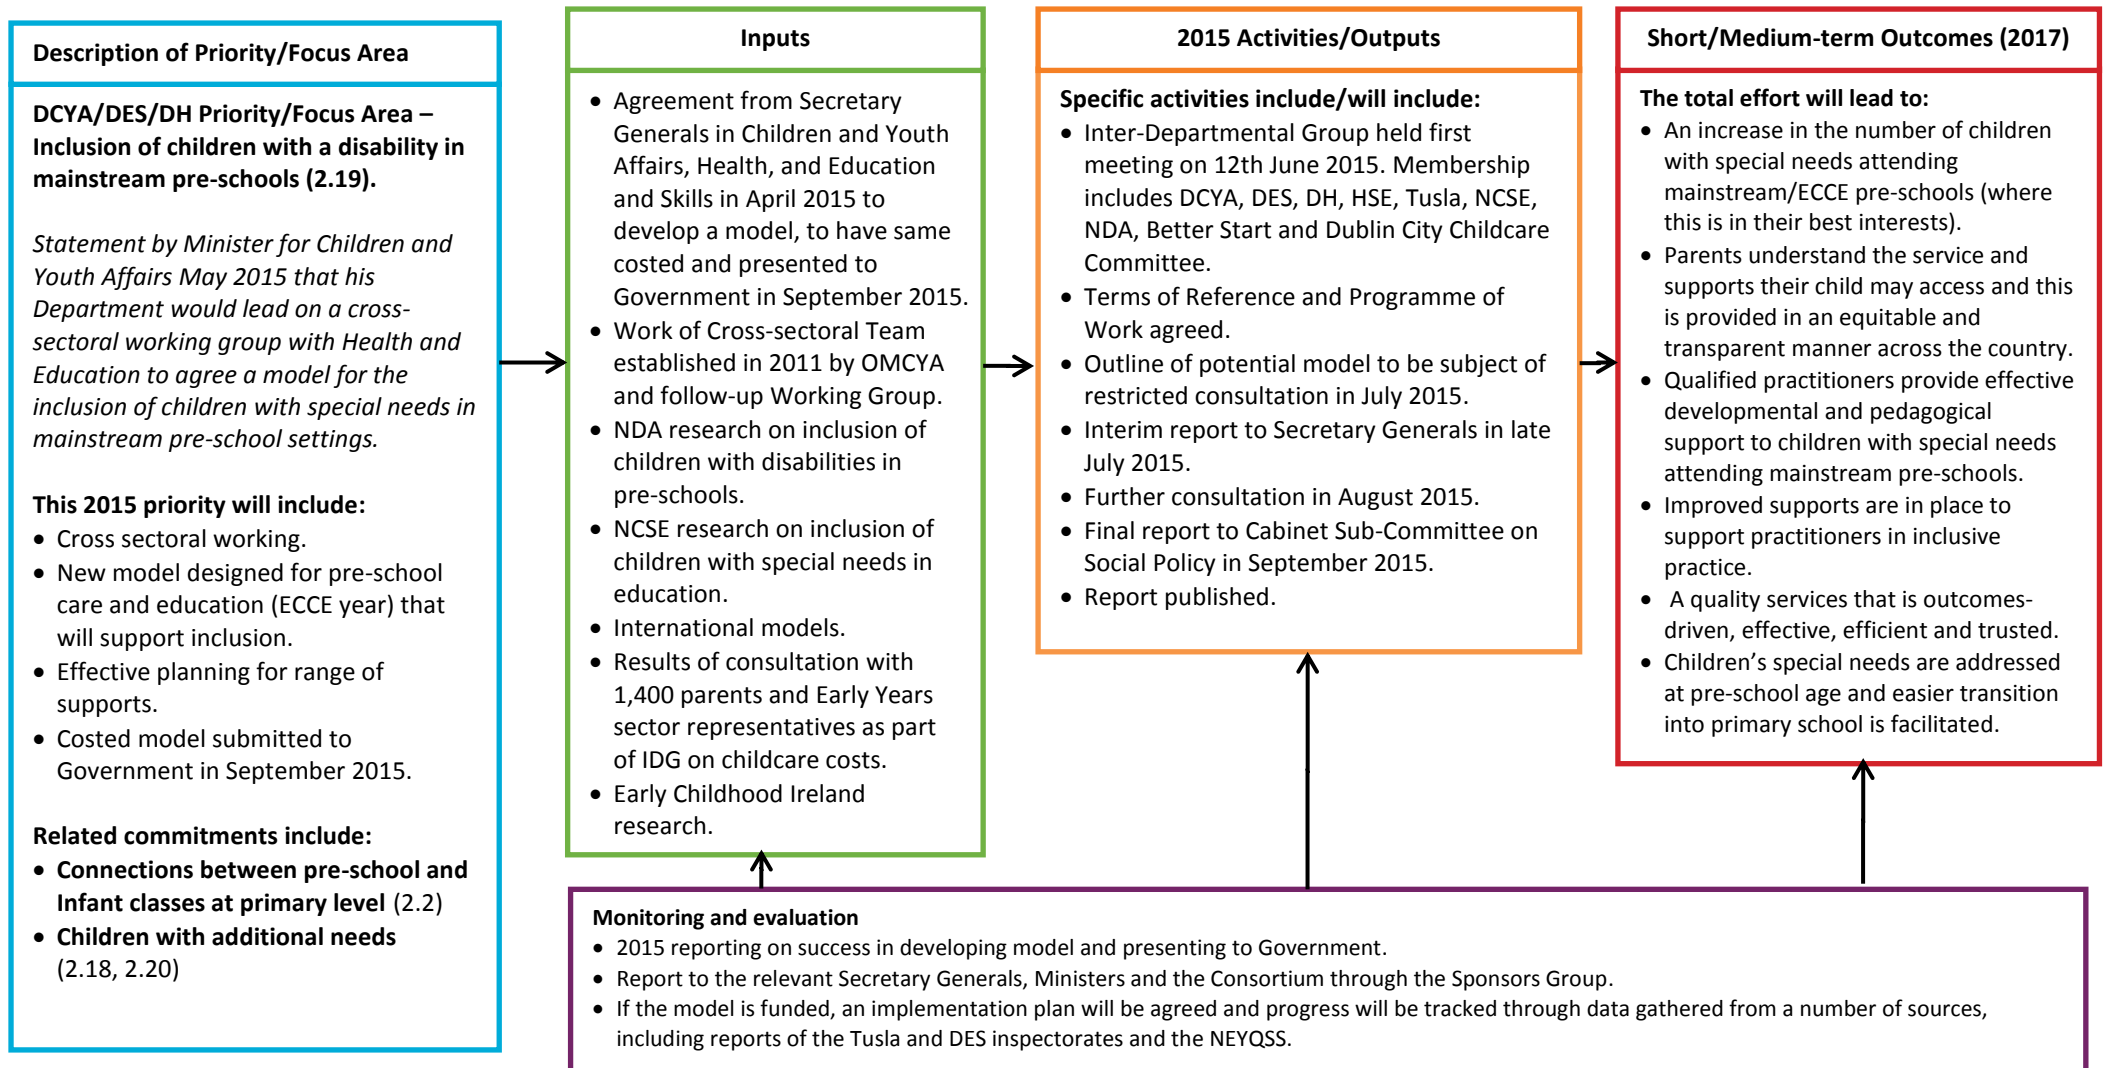 Description of Priority/Focus Area
DCYA/DES/DH Priority/Focus Area –
Inclusion of children with a disability in
mainstream pre-schools (2.19).
Statement by Minister for Children and
Youth Affairs May 2015 that his
Department would lead on a cross-
sectoral working group with Health and
Education to agree a model for the
inclusion of children with special needs in
mainstream pre-school settings.
This 2015 priority will include:
• Cross sectoral working.
• New model designed for pre-school
care and education (ECCE year) that
will support inclusion.
• Effective planning for range of
supports.
• Costed model submitted to
Government in September 2015.
Related commitments include:
• Connections between pre-school and
Infant classes at primary level (2.2)
• Children with additional needs
(2.18, 2.20)
Inputs
• Agreement from Secretary
Generals in Children and Youth
Affairs, Health, and Education
and Skills in April 2015 to
develop a model, to have same
costed and presented to
Government in September 2015.
• Work of Cross-sectoral Team
established in 2011 by OMCYA
and follow-up Working Group.
• NDA research on inclusion of
children with disabilities in
pre-schools.
• NCSE research on inclusion of
children with special needs in
education.
• International models.
• Results of consultation with
1,400 parents and Early Years
sector representatives as part
of IDG on childcare costs.
• Early Childhood Ireland
research.
2015 Activities/Outputs
Specific activities include/will include:
• Inter-Departmental Group held first
meeting on 12th June 2015. Membership
includes DCYA, DES, DH, HSE, Tusla, NCSE,
NDA, Better Start and Dublin City Childcare
Committee.
• Terms of Reference and Programme of
Work agreed.
• Outline of potential model to be subject of
restricted consultation in July 2015.
• Interim report to Secretary Generals in late
July 2015.
• Further consultation in August 2015.
• Final report to Cabinet Sub-Committee on
Social Policy in September 2015.
• Report published.
Short/Medium-term Outcomes (2017)
The total effort will lead to:
• An increase in the number of children
with special needs attending
mainstream/ECCE pre-schools (where
this is in their best interests).
• Parents understand the service and
supports their child may access and this
is provided in an equitable and
transparent manner across the country.
• Qualified practitioners provide effective
developmental and pedagogical
support to children with special needs
attending mainstream pre-schools.
• Improved supports are in place to
support practitioners in inclusive
practice.
• A quality services that is outcomes-
driven, effective, efficient and trusted.
• Children’s special needs are addressed
at pre-school age and easier transition
into primary school is facilitated.
Monitoring and evaluation
• 2015 reporting on success in developing model and presenting to Government.
• Report to the relevant Secretary Generals, Ministers and the Consortium through the Sponsors Group.
• If the model is funded, an implementation plan will be agreed and progress will be tracked through data gathered from a number of sources,
including reports of the Tusla and DES inspectorates and the NEYQSS.